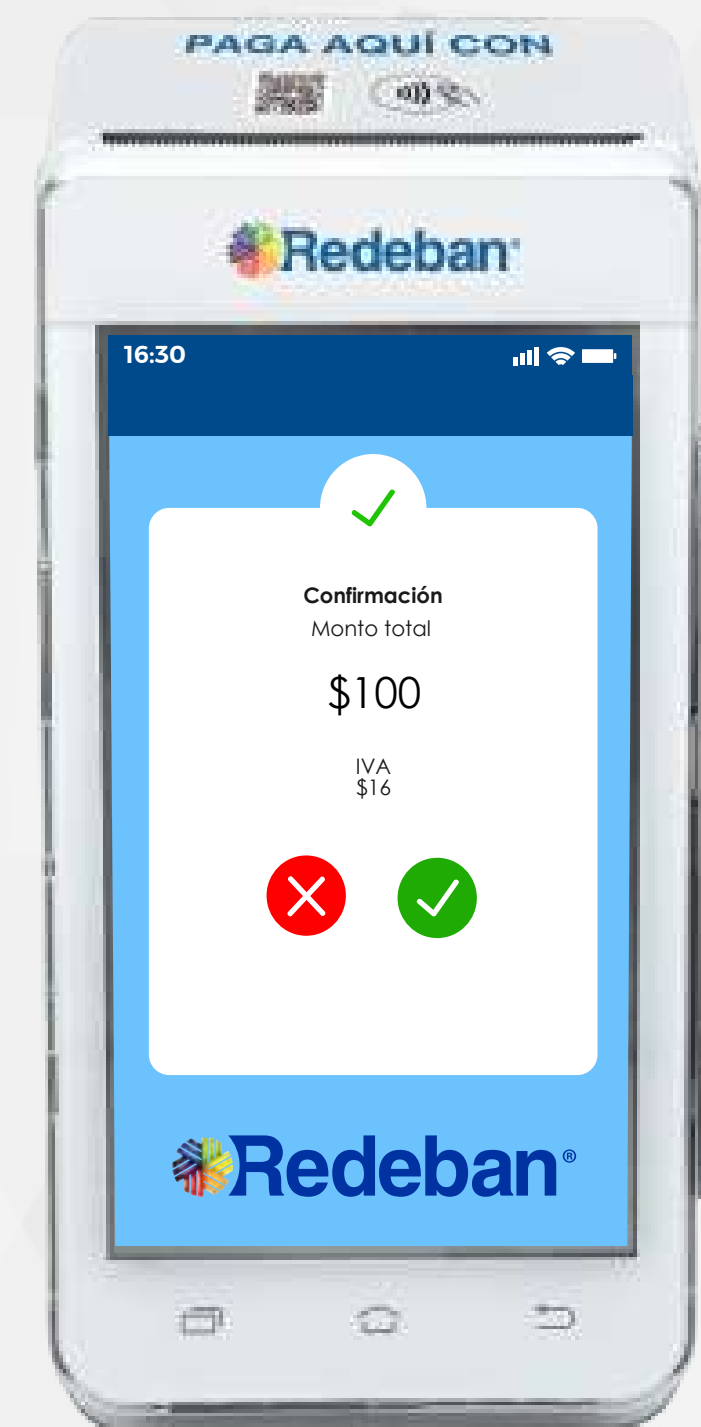 PAGA AQUÍ CON
Redeban
16:30
Confirmación
Monto total
$100
IVA
$16
Redeban®